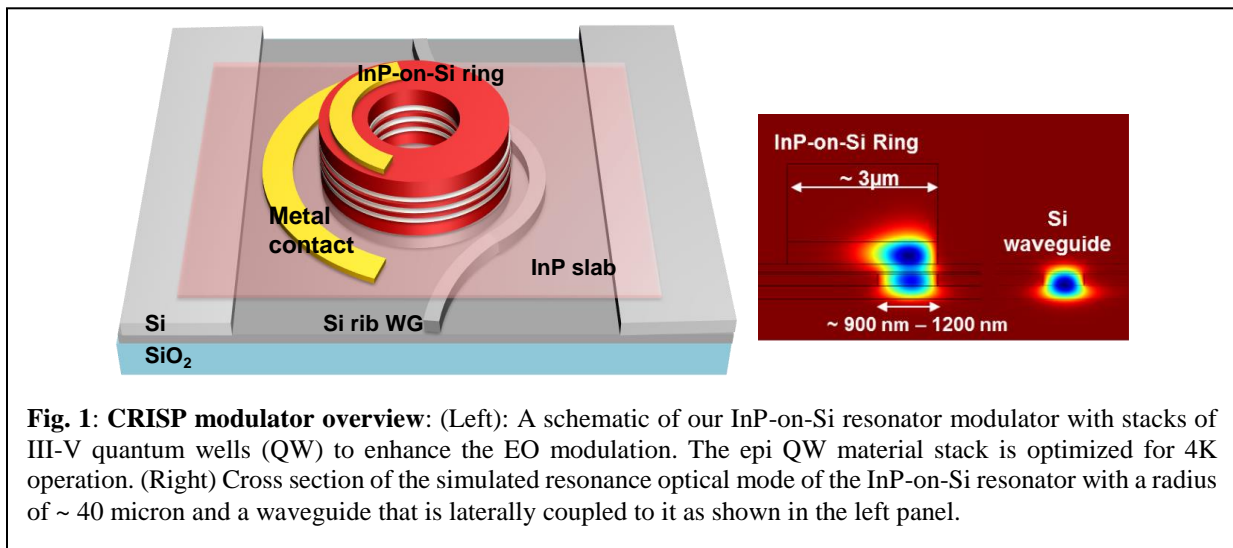 InP-on-Si ring
Metal
contact
InP slab
Si
Si rib WG
SiO2
InP-on-Si Ring
~ 3μm
Si
waveguide
~ 900 nm – 1200 nm
Fig. 1: CRISP modulator overview: (Left): A schematic of our InP-on-Si resonator modulator with stacks of
III-V quantum wells (QW) to enhance the EO modulation. The epi QW material stack is optimized for 4K
operation. (Right) Cross section of the simulated resonance optical mode of the InP-on-Si resonator with a radius
of ~ 40 micron and a waveguide that is laterally coupled to it as shown in the left panel.